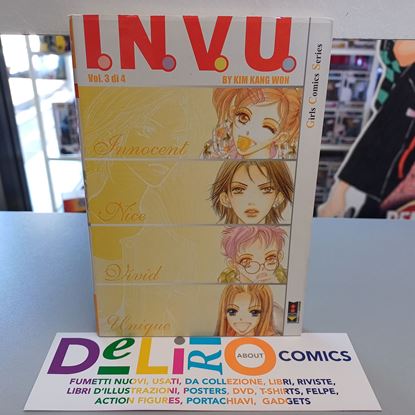 I.N.V.U.
Vol. 3 di 4
BY KIM KANG WON
Girls Comics Series
Innocent
Nice
Vivid
Unique
DeLiRiO
ABOUT
COMICS
FUMETTI NUOVI, USATI, DA COLLEZIONE, LIBRI, RIVISTE,
LIBRI D'ILLUSTRAZIONI, POSTERS, DVD, T-SHIRTS, FELPE,
ACTION FIGURES, PORTACHIAVI, GADGETS